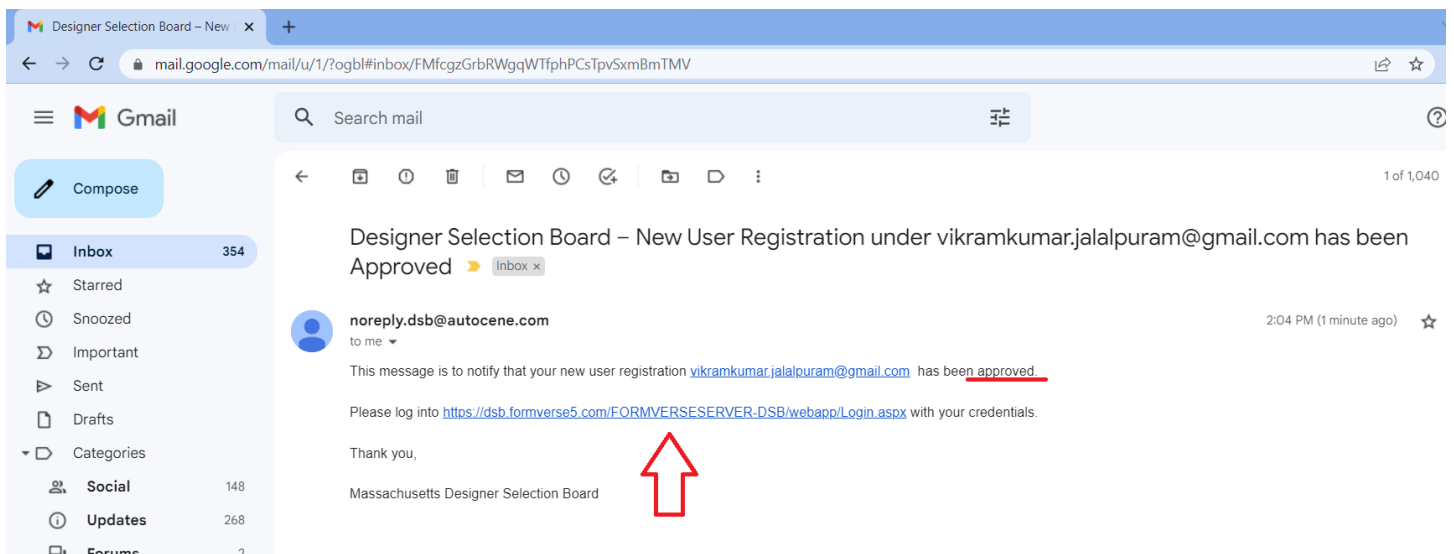 Designer Selection Board – New
mail.google.com/mail/u/1/?ogbl#inbox/FMfcgzGrbRWgqWTfphPCsTpvSxmBmTMV
Gmail
Search mail
Compose
1 of 1,040
Inbox 354
Starred
Snoozed
Important
Sent
Drafts
Categories
Social 148
Updates 268
Forums 2
Designer Selection Board – New User Registration under vikramkumar.jalalpuram@gmail.com has been
Approved Inbox ×
noreply.dsb@autocene.com 2:04 PM (1 minute ago)
to me
This message is to notify that your new user registration vikramkumar.jalalpuram@gmail.com has been approved.
Please log into https://dsb.formverse5.com/FORMVERSESERVER-DSB/webapp/Login.aspx with your credentials.
Thank you,
Massachusetts Designer Selection Board